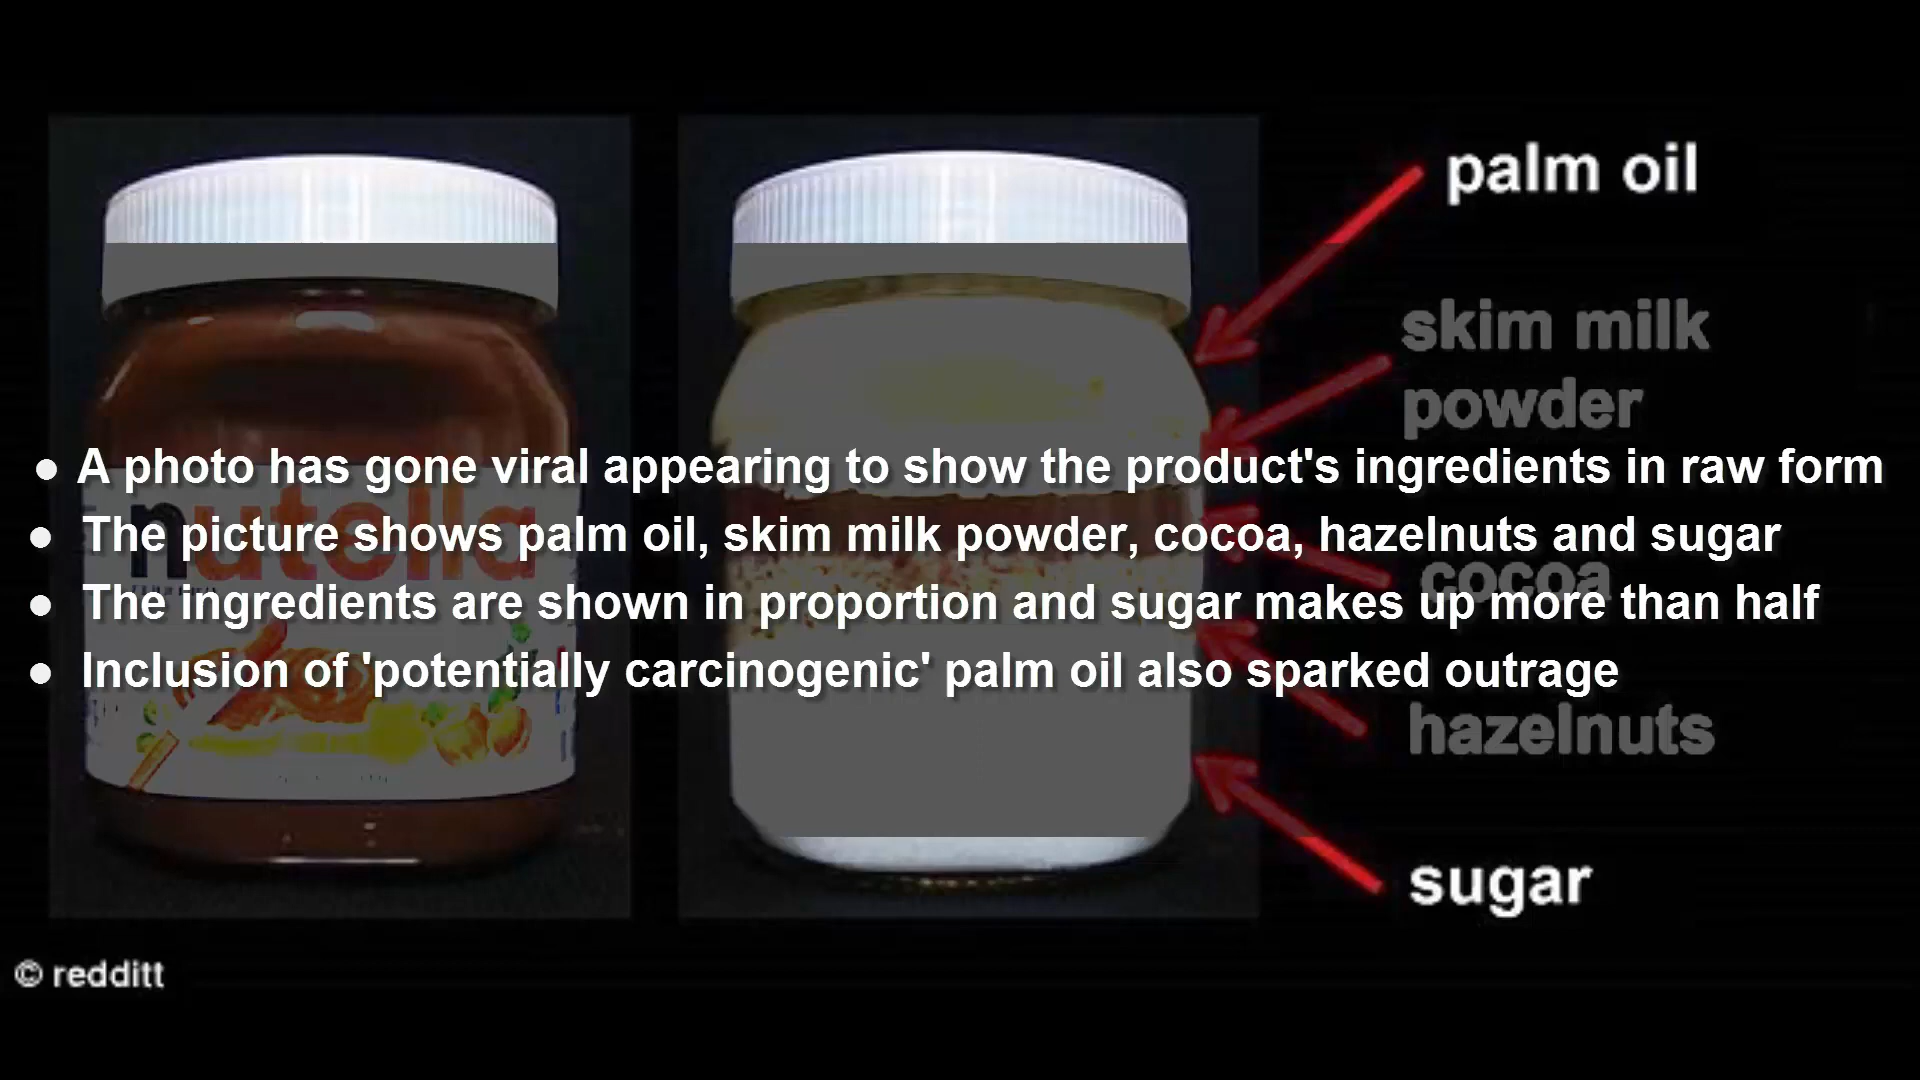 palm oil
skim milk
powder
● A photo has gone viral appearing to show the product's ingredients in raw form
nutella
● The picture shows palm oil, skim milk powder, cocoa, hazelnuts and sugar
cocoa
● The ingredients are shown in proportion and sugar makes up more than half
● Inclusion of 'potentially carcinogenic' palm oil also sparked outrage
hazelnuts
sugar
© redditt